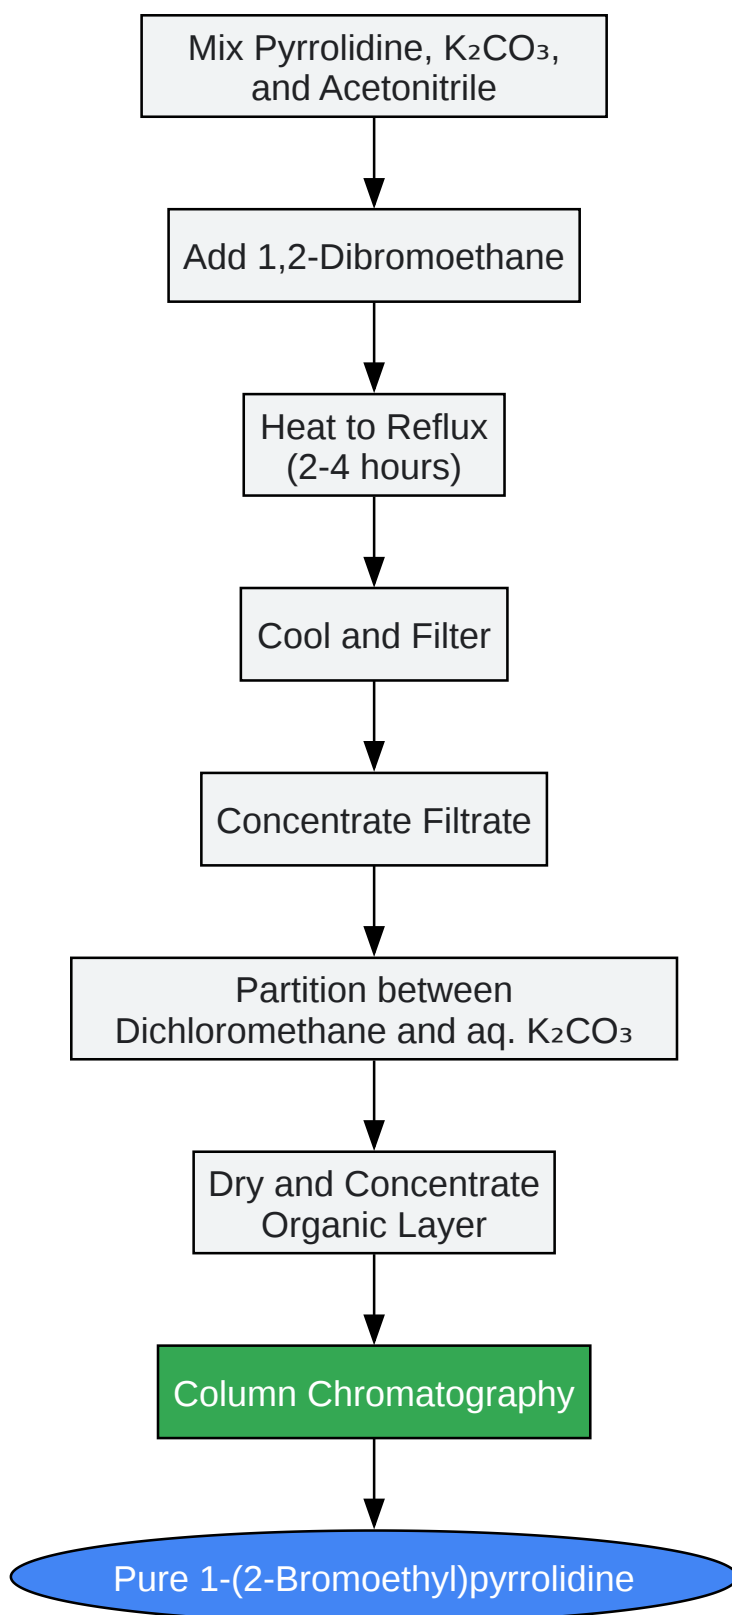 Mix Pyrrolidine, K₂CO₃,
and Acetonitrile
Add 1,2-Dibromoethane
Heat to Reflux
(2-4 hours)
Cool and Filter
Concentrate Filtrate
Partition between
Dichloromethane and aq. K₂CO₃
Dry and Concentrate
Organic Layer
Column Chromatography
Pure 1-(2-Bromoethyl)pyrrolidine